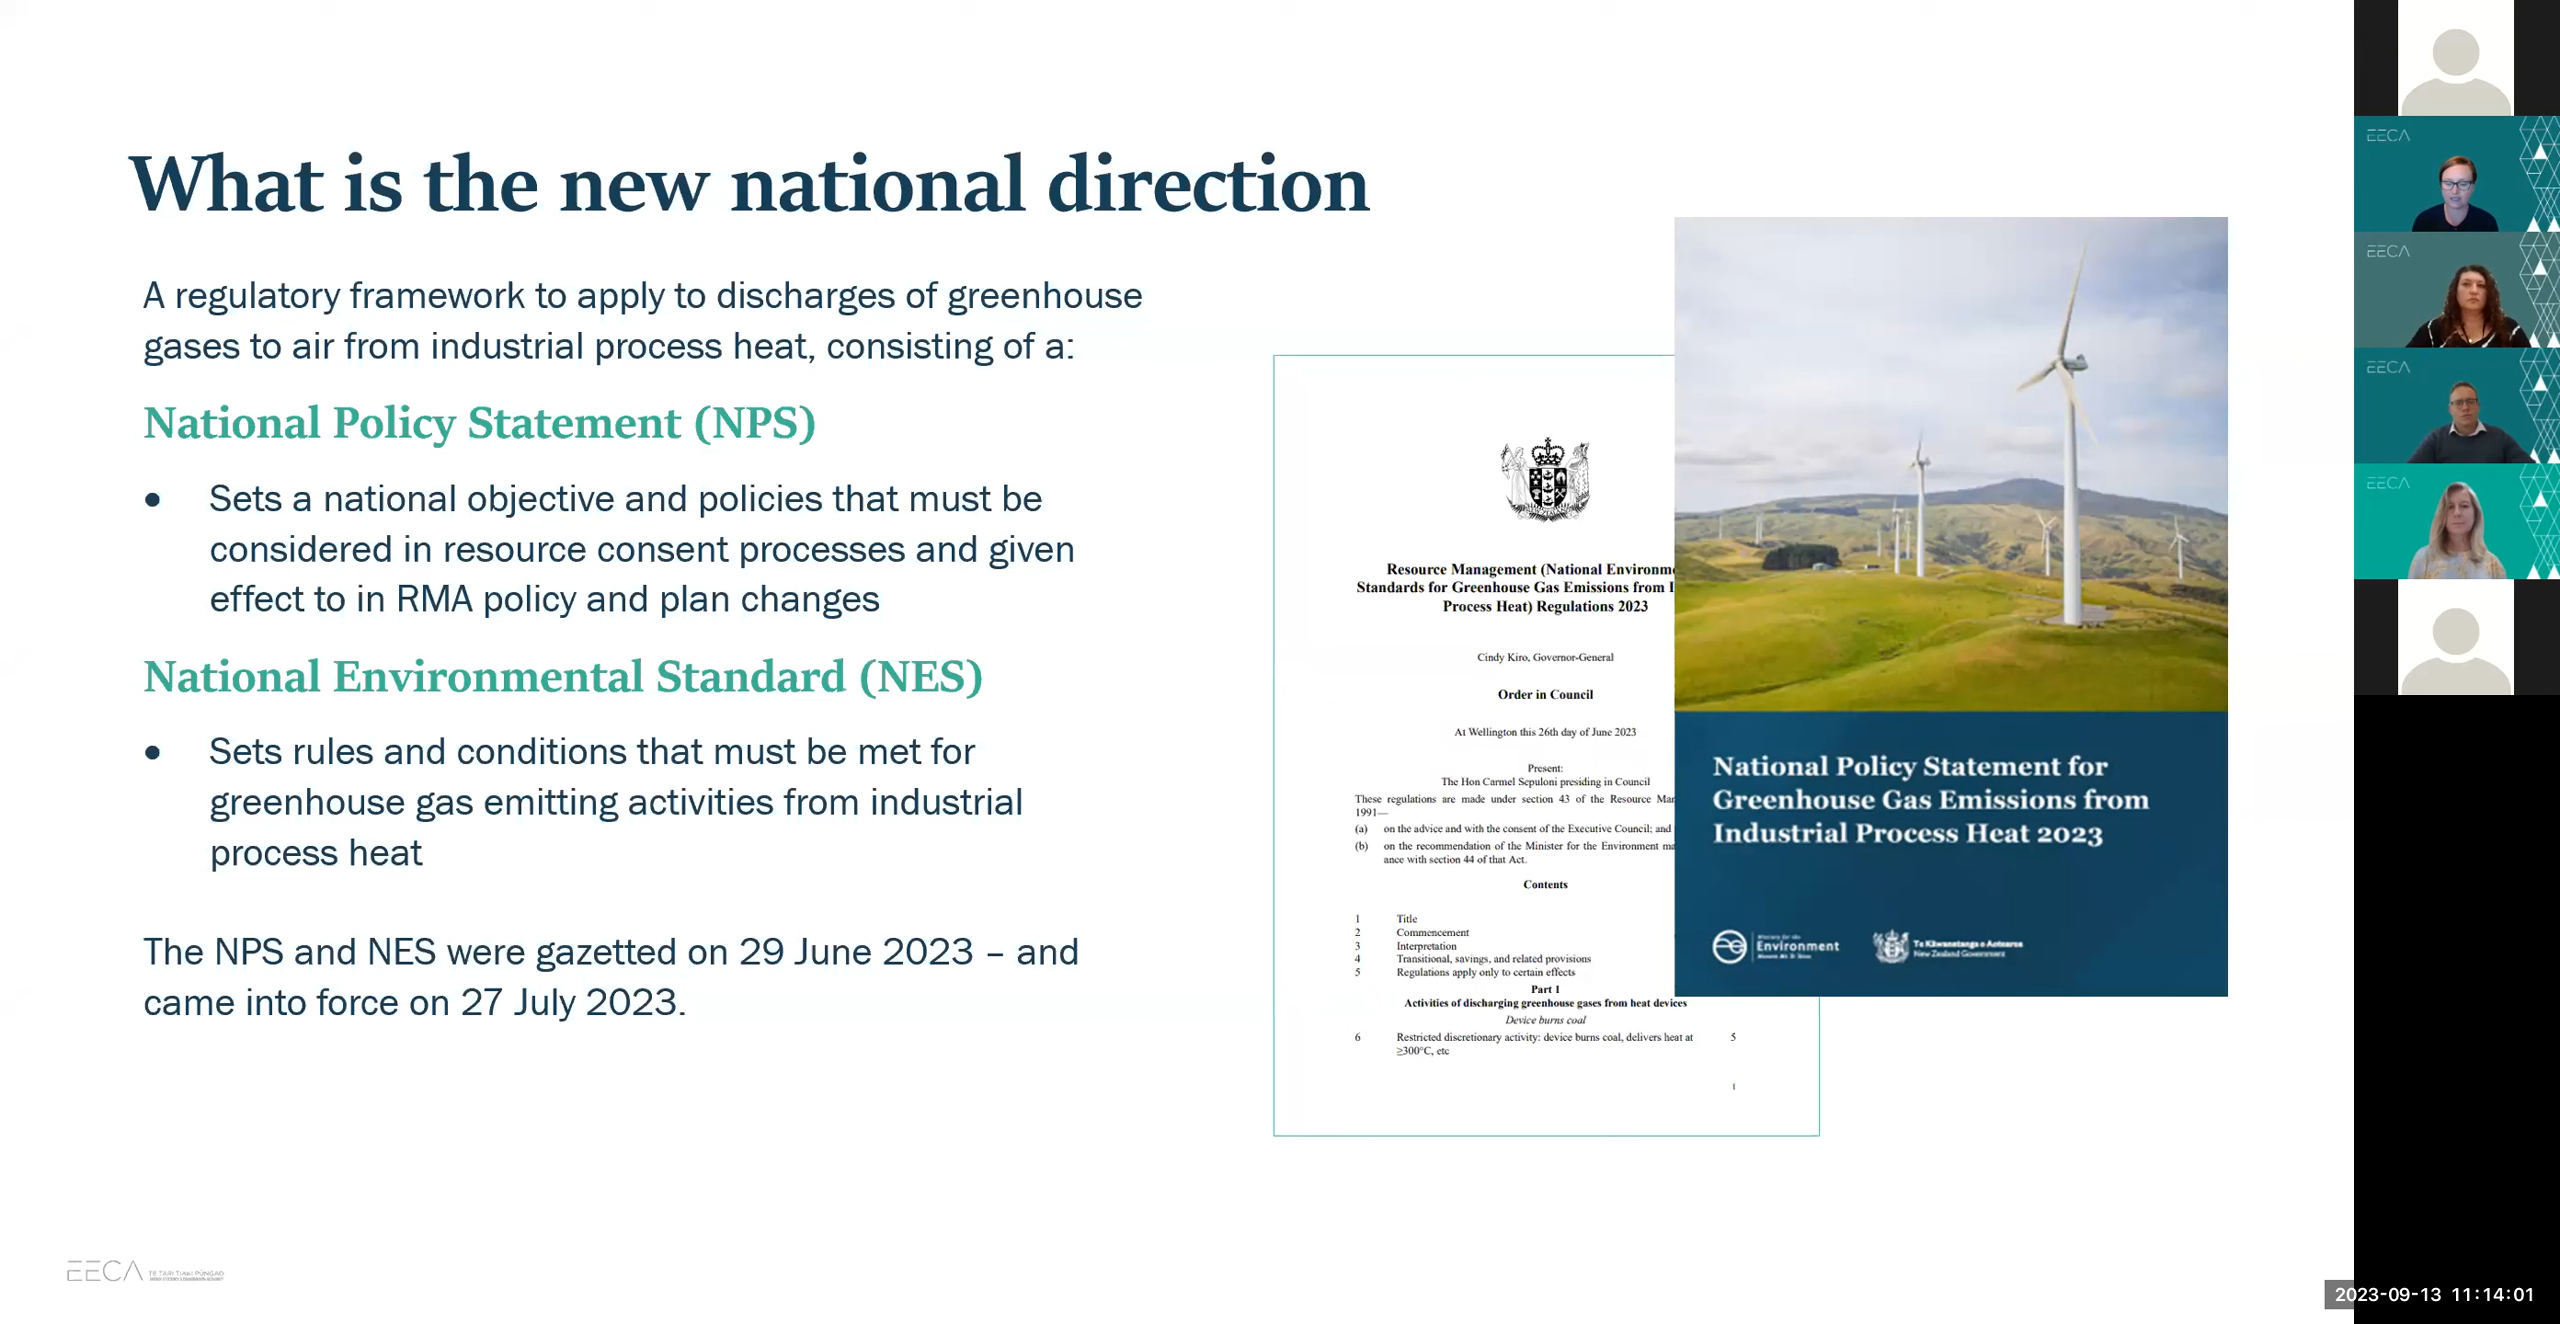 What is the new national direction
A regulatory framework to apply to discharges of greenhouse
gases to air from industrial process heat, consisting of a:
National Policy Statement (NPS)
• Sets a national objective and policies that must be
considered in resource consent processes and given
effect to in RMA policy and plan changes
National Environmental Standard (NES)
• Sets rules and conditions that must be met for
greenhouse gas emitting activities from industrial
process heat
The NPS and NES were gazetted on 29 June 2023 – and
came into force on 27 July 2023.
Resource Management (National Environme
Standards for Greenhouse Gas Emissions from I
Process Heat) Regulations 2023
Cindy Kiro, Governor-General
Order in Council
At Wellington this 26th day of June 2023
Present:
The Hon Carmel Sepuloni presiding in Council
These regulations are made under section 43 of the Resource Mar
1991—
(a) on the advice and with the consent of the Executive Council; and
(b) on the recommendation of the Minister for the Environment ma
ance with section 44 of that Act.
Contents
1 Title
2 Commencement
3 Interpretation
4 Transitional, savings, and related provisions
5 Regulations apply only to certain effects
Part 1
Activities of discharging greenhouse gases from heat devices
Device burns coal
6 Restricted discretionary activity: device burns coal, delivers heat at 5
≥300°C, etc
1
National Policy Statement for
Greenhouse Gas Emissions from
Industrial Process Heat 2023
Ministry for the
Environment
Te Kāwanatanga o Aotearoa
New Zealand Government
EECA TE TARI TIAKI PŪNGAO
EECA
EECA
EECA
EECA
2023-09-13 11:14:01